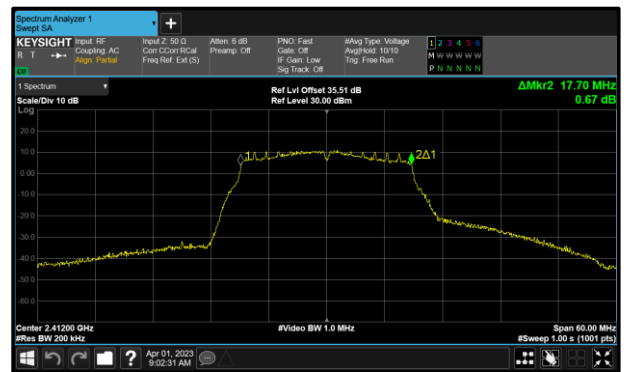 Spectrum Analyzer 1
Swept SA
+
KEYSIGHT
R T
LXI
Input: RF
Coupling: AC
Align: Partial
Input Z: 50 Ω
Corr CCorr RCal
Freq Ref: Ext (S)
Atten: 6 dB
Preamp: Off
PNO: Fast
Gate: Off
IF Gain: Low
Sig Track: Off
#Avg Type: Voltage
Avg|Hold: 10/10
Trig: Free Run
1 2 3 4 5 6
M W W W W W
P N N N N N
1 Spectrum
Scale/Div 10 dB
Log
Ref Lvl Offset 35.51 dB
Ref Level 30.00 dBm
ΔMkr2 17.70 MHz
0.67 dB
20.0
10.0
1
2Δ1
0.00
-10.0
-20.0
-30.0
-40.0
-50.0
-60.0
Center 2.41200 GHz
#Res BW 200 kHz
#Video BW 1.0 MHz
Span 60.00 MHz
#Sweep 1.00 s (1001 pts)
?
Apr 01, 2023
9:02:31 AM